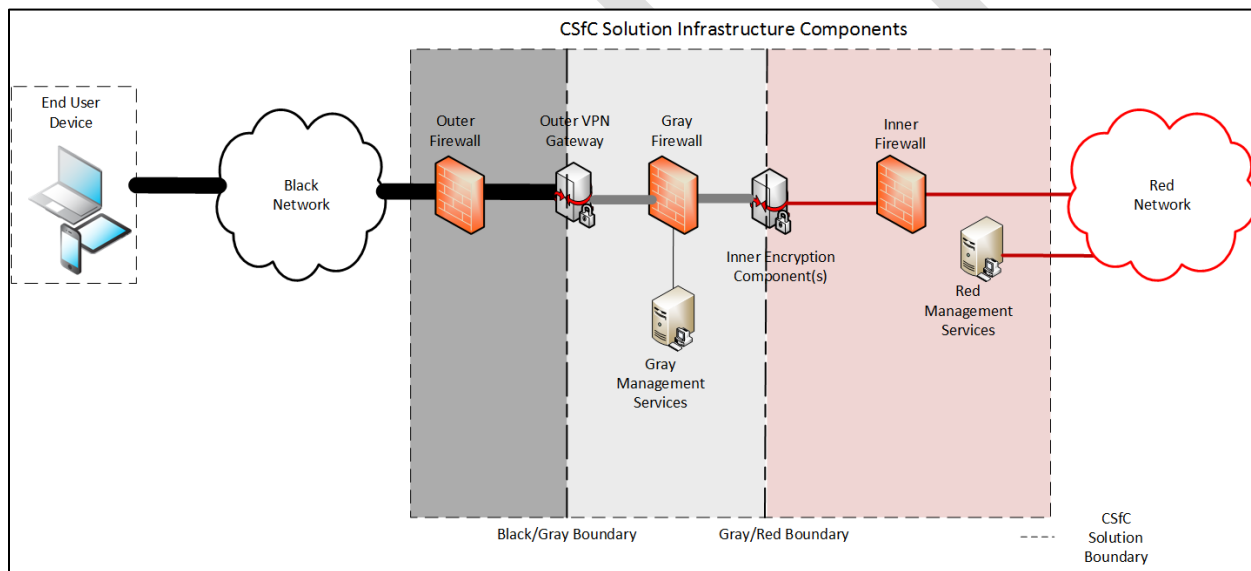 CSfC Solution Infrastructure Components
End User
Device
Black
Network
Outer
Firewall
Outer VPN
Gateway
Gray
Firewall
Gray
Management
Services
Inner Encryption
Component(s)
Inner
Firewall
Red
Management
Services
Red
Network
Black/Gray Boundary
Gray/Red Boundary
CSfC
Solution
Boundary